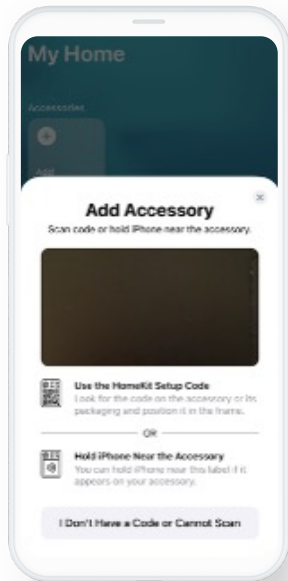 My Home
Accessories
Add
Add Accessory
Scan code or hold iPhone near the accessory.
Use the HomeKit Setup Code
Look for the code on the accessory or its
packaging and position it in the frame.
OR
Hold iPhone Near the Accessory
You can hold iPhone near this label if it
appears on your accessory.
I Don't Have a Code or Cannot Scan